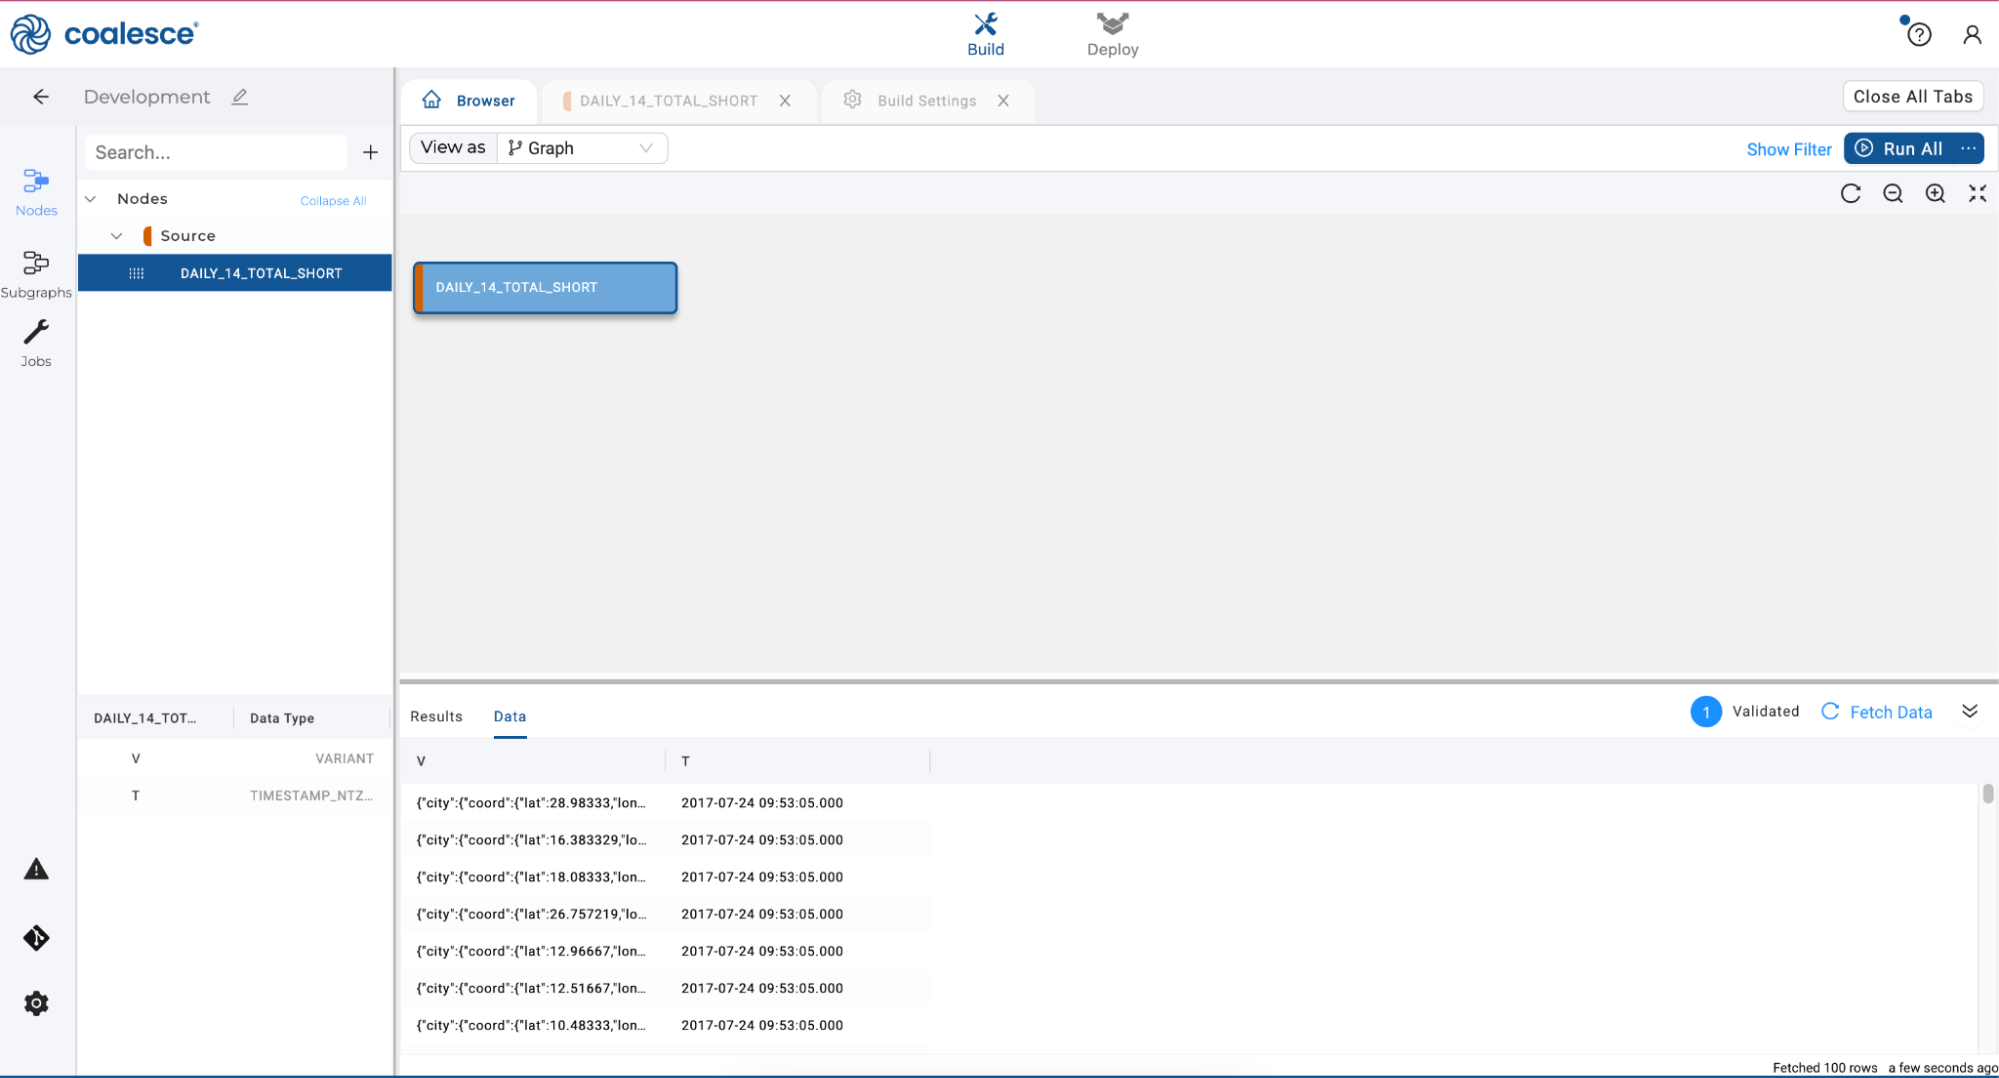 coalesce®
Build
Deploy
Development
Browser
DAILY_14_TOTAL_SHORT
Build Settings
Close All Tabs
Search...
View as
Graph
Show Filter
Run All
Nodes
Subgraphs
Jobs
Nodes
Collapse All
Source
DAILY_14_TOTAL_SHORT
DAILY_14_TOTAL_SHORT
DAILY_14_TOT...
Data Type
V VARIANT
T TIMESTAMP_NTZ...
Results
Data
1 Validated
Fetch Data
V T
{"city":{"coord":{"lat":28.98333,"lon... 2017-07-24 09:53:05.000
{"city":{"coord":{"lat":16.383329,"lo... 2017-07-24 09:53:05.000
{"city":{"coord":{"lat":18.08333,"lon... 2017-07-24 09:53:05.000
{"city":{"coord":{"lat":26.757219,"lo... 2017-07-24 09:53:05.000
{"city":{"coord":{"lat":12.96667,"lon... 2017-07-24 09:53:05.000
{"city":{"coord":{"lat":12.51667,"lon... 2017-07-24 09:53:05.000
{"city":{"coord":{"lat":10.48333,"lon... 2017-07-24 09:53:05.000
Fetched 100 rows a few seconds ago